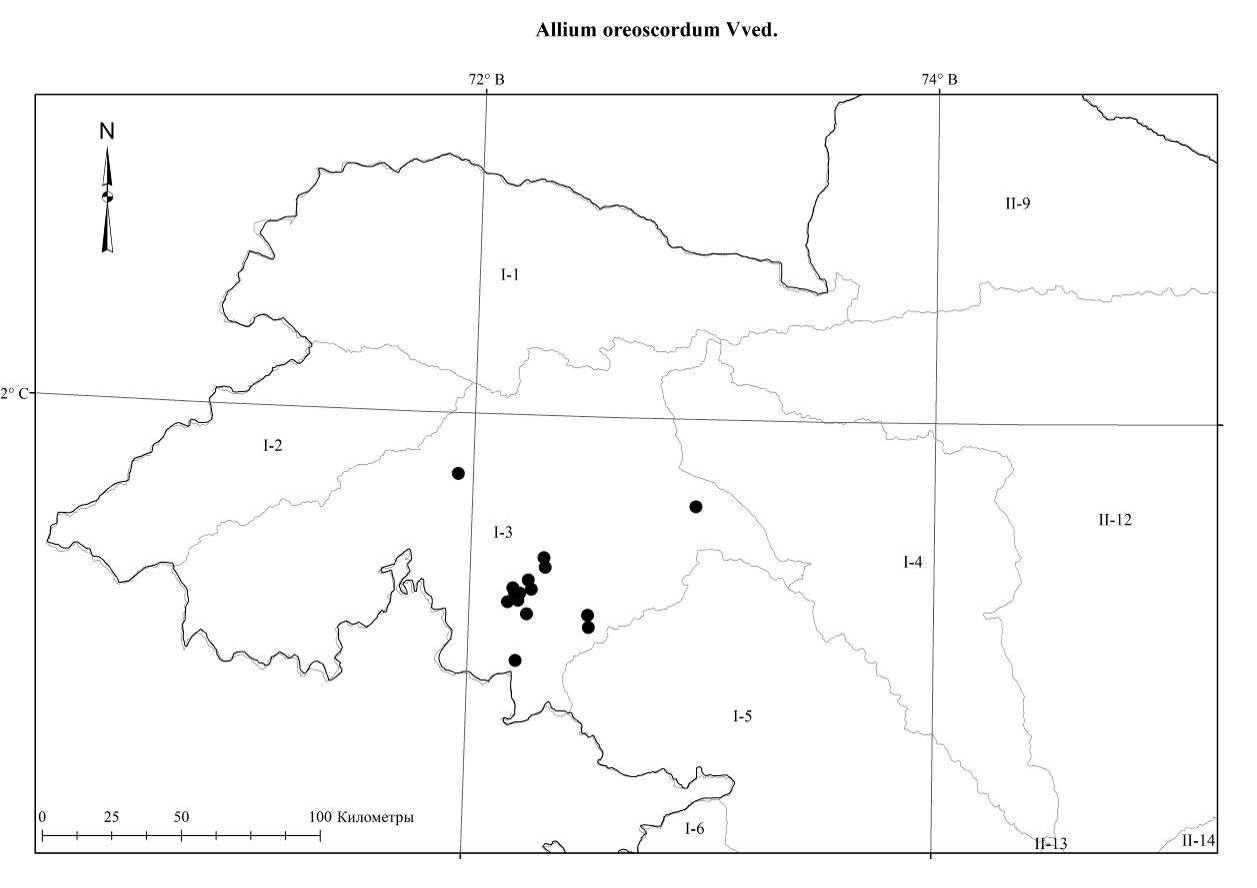 Allium oreoscordum Vved.
72° В
74° В
N
II-9
I-1
2° С
I-2
II-12
I-3
I-4
I-5
0 25 50 100 Километры
I-6
II-13
II-14